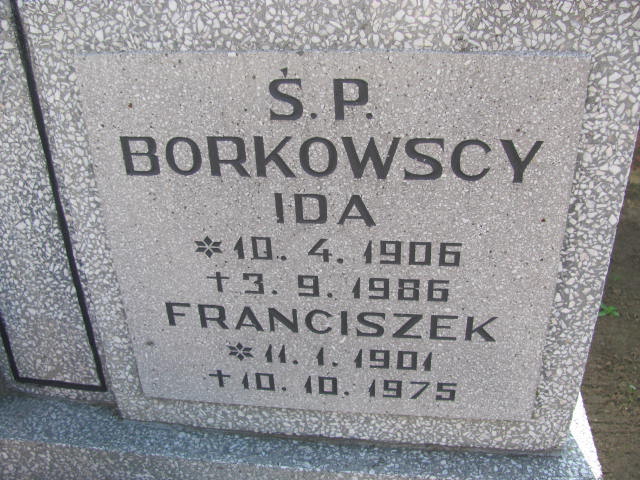 Ś.P.
BORKOWSCY
IDA
* 10. 4. 1906
† 3. 9. 1986
FRANCISZEK
* 11. 1. 1901
† 10. 10. 1975